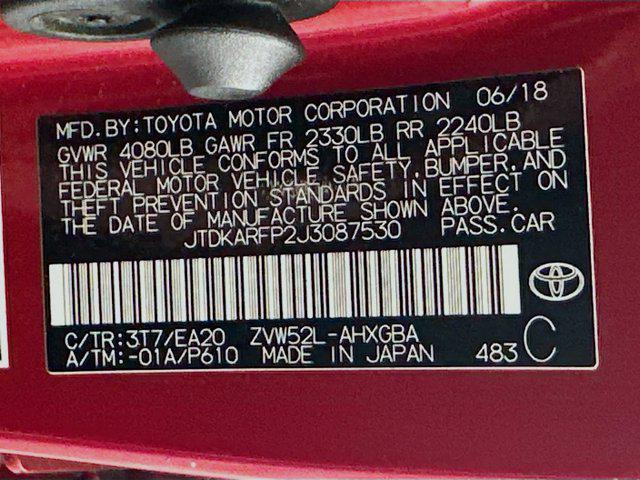 MFD. BY: TOYOTA MOTOR CORPORATION 06/18
GVWR 4080LB GAWR FR 2330LB RR 2240LB
THIS VEHICLE CONFORMS TO ALL APPLICABLE
FEDERAL MOTOR VEHICLE SAFETY, BUMPER, AND
THEFT PREVENTION STANDARDS IN EFFECT ON
THE DATE OF MANUFACTURE SHOWN ABOVE.
JTDKARFP2J3087530 PASS. CAR
C/TR: 3T7/EA20 ZVW52L-AHXGBA
A/TM: -01A/P610 MADE IN JAPAN 483 C